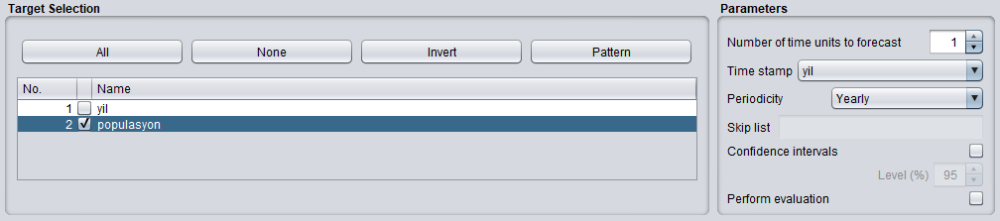 Target Selection
All None Invert Pattern
No. Name
1 yil
2 populasyon
Parameters
Number of time units to forecast 1
Time stamp yil
Periodicity Yearly
Skip list
Confidence intervals
Level (%) 95
Perform evaluation